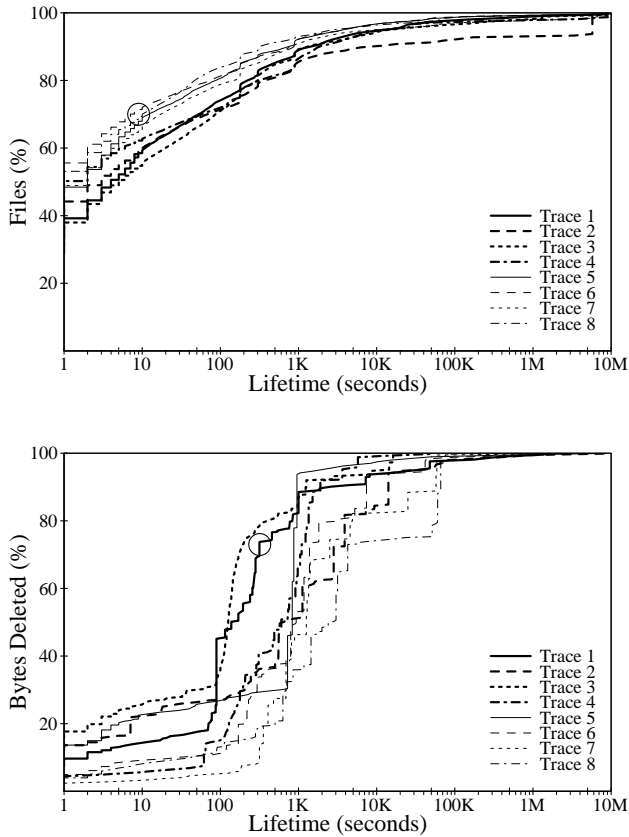 100
80
60
40
20
Files (%)
Trace 1
Trace 2
Trace 3
Trace 4
Trace 5
Trace 6
Trace 7
Trace 8
1 10 100 1K 10K 100K 1M 10M
Lifetime (seconds)
100
80
60
40
20
Bytes Deleted (%)
Trace 1
Trace 2
Trace 3
Trace 4
Trace 5
Trace 6
Trace 7
Trace 8
1 10 100 1K 10K 100K 1M 10M
Lifetime (seconds)